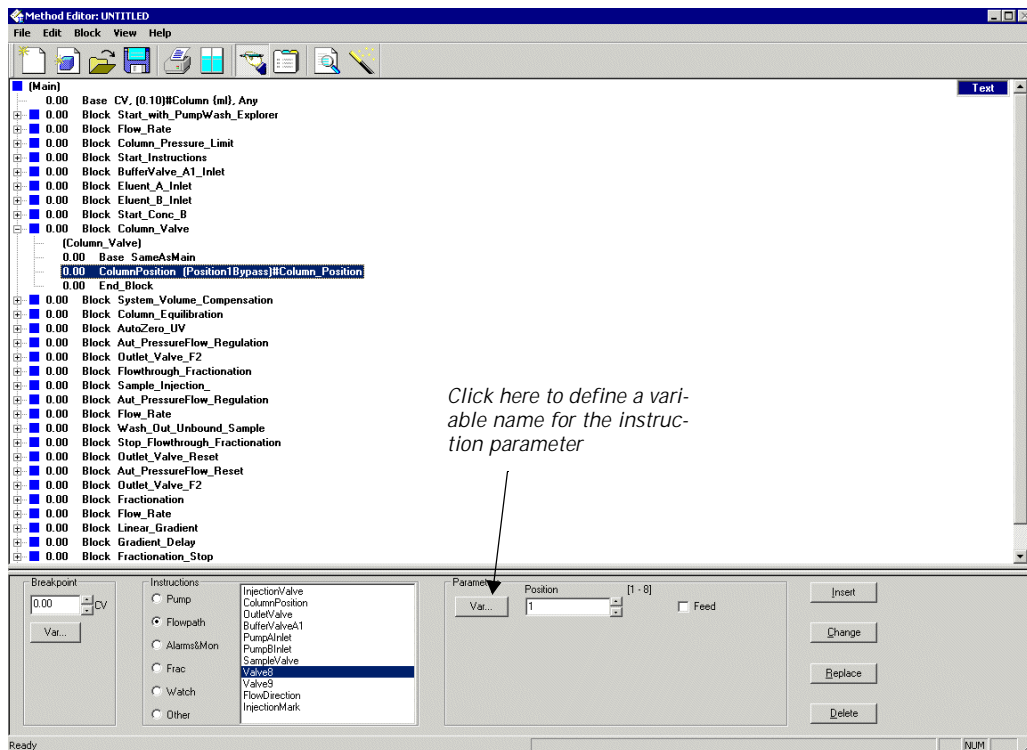 Method Editor: UNTITLED
File Edit Block View Help
Text
(Main)
0.00 Base CV, (0.10)#Column {ml}, Any
0.00 Block Start_with_PumpWash_Explorer
0.00 Block Flow_Rate
0.00 Block Column_Pressure_Limit
0.00 Block Start_Instructions
0.00 Block BufferValve_A1_Inlet
0.00 Block Eluent_A_Inlet
0.00 Block Eluent_B_Inlet
0.00 Block Start_Conc_B
0.00 Block Column_Valve
(Column_Valve)
0.00 Base SameAsMain
0.00 ColumnPosition (Position1Bypass)#Column_Position
0.00 End_Block
0.00 Block System_Volume_Compensation
0.00 Block Column_Equilibration
0.00 Block AutoZero_UV
0.00 Block Aut_PressureFlow_Regulation
0.00 Block Outlet_Valve_F2
0.00 Block Flowthrough_Fractionation
0.00 Block Sample_Injection_
0.00 Block Aut_PressureFlow_Regulation
0.00 Block Flow_Rate
0.00 Block Wash_Out_Unbound_Sample
0.00 Block Stop_Flowthrough_Fractionation
0.00 Block Outlet_Valve_Reset
0.00 Block Aut_PressureFlow_Reset
0.00 Block Outlet_Valve_F2
0.00 Block Fractionation
0.00 Block Flow_Rate
0.00 Block Linear_Gradient
0.00 Block Gradient_Delay
0.00 Block Fractionation_Stop
Click here to define a vari-
able name for the instruc-
tion parameter
Breakpoint
0.00 CV
Var...
Instructions
Pump
Flowpath
Alarms&Mon
Frac
Watch
Other
InjectionValve
ColumnPosition
OutletValve
BufferValveA1
PumpAInlet
PumpBInlet
SampleValve
Valve8
Valve9
FlowDirection
InjectionMark
Parameter
Var...
Position [1 - 8]
1
Feed
Insert
Change
Replace
Delete
Ready
NUM